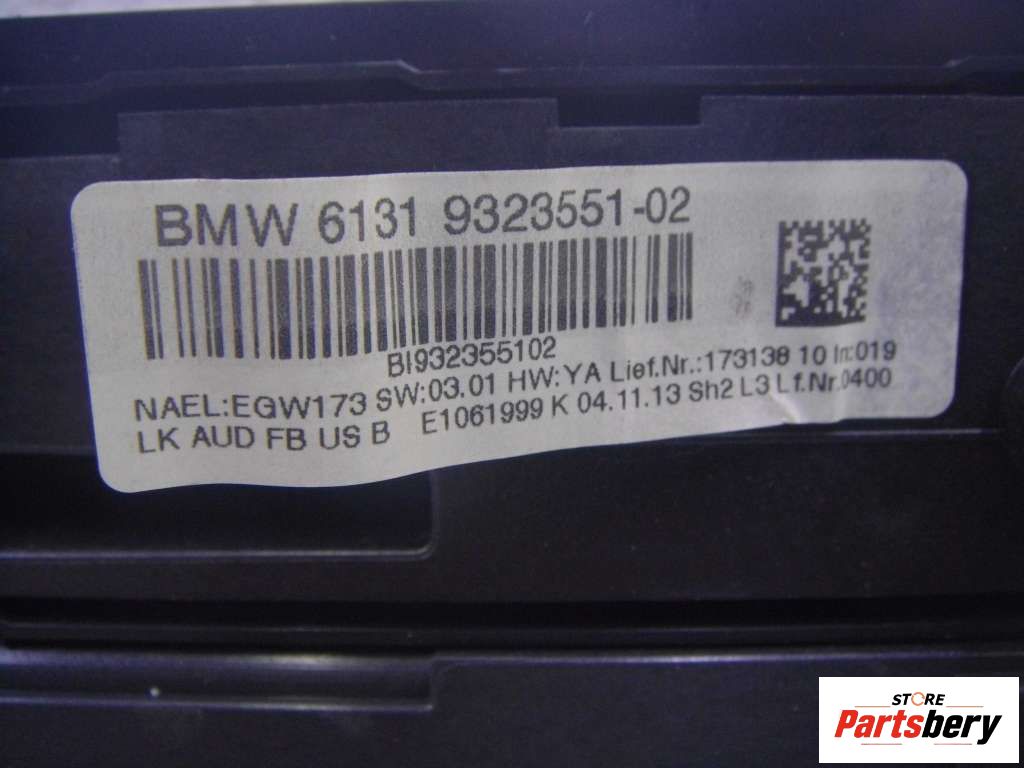 BMW 6131 9323551-02
BI932355102
NAEL:EGW173 SW:03.01 HW:YA Lief.Nr.:173138 10 In:019
LK AUD FB US B E1061999 K 04.11.13 Sh2 L3 Lf.Nr.0400
STORE
Partsbery